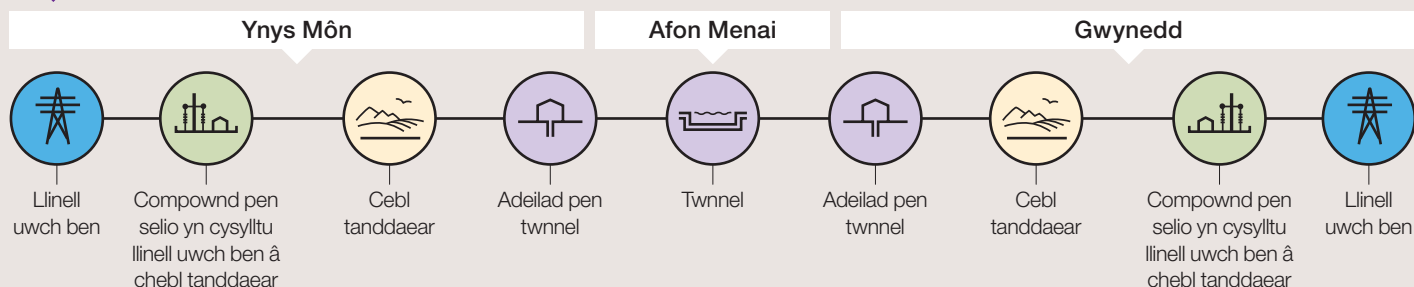 Ynys Môn
Afon Menai
Gwynedd
Llinell
uwch ben
Compownd pen
selio yn cysylltu
llinell uwch ben â
chebl tanddaear
Cebl
tanddaear
Adeilad pen
twnnel
Twnnel
Adeilad pen
twnnel
Cebl
tanddaear
Compownd pen
selio yn cysylltu
llinell uwch ben â
chebl tanddaear
Llinell
uwch ben